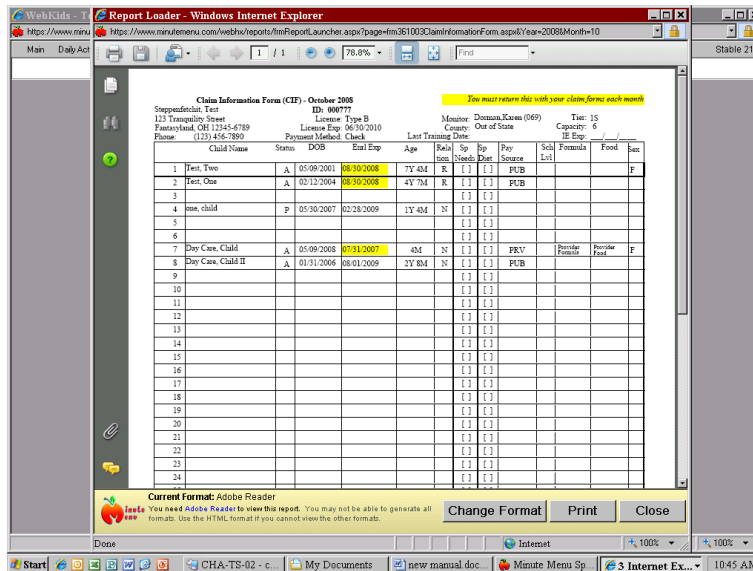 WebKids - T
Report Loader - Windows Internet Explorer
https://www.minu
https://www.minutemenu.com/webhx/reports/frmReportLauncher.aspx?page=frm361003ClaimInformationForm.aspx&Year=2008&Month=10
Main Daily Act
1 / 1 78.8% Find
Stable 21
Claim Information Form (CIF) - October 2008
You must return this with your claim forms each month
Steppenfetchit, Test ID: 000777
123 Tranquility Street License: Type B Monitor: Dorman,Karen (069) Tier: 1S
Fantasyland, OH 12345-6789 License Exp: 06/30/2010 County: Out of State Capacity: 6
Phone: (123) 456-7890 Payment Method: Check Last Training Date: IE Exp: __/__/____
Child Name Status DOB Enrl Exp Age Rela tion Sp Needs Sp Diet Pay Source Sch Lvl Formula Food Sex
1 Test, Two A 05/09/2001 08/30/2008 7Y 4M R [ ] [ ] PUB F
2 Test, One A 02/12/2004 08/30/2008 4Y 7M R [ ] [ ] PUB
3 [ ] [ ]
4 one, child P 05/30/2007 02/28/2009 1Y 4M N [ ] [ ] PUB
5 [ ] [ ]
6 [ ] [ ]
7 Day Care, Child A 05/09/2008 07/31/2007 4M N [ ] [ ] PRV Provider Formula Provider Food F
8 Day Care, Child II A 01/31/2006 08/01/2009 2Y 8M N [ ] [ ] PUB
9 [ ] [ ]
10 [ ] [ ]
11 [ ] [ ]
12 [ ] [ ]
13 [ ] [ ]
14 [ ] [ ]
15 [ ] [ ]
16 [ ] [ ]
17 [ ] [ ]
18 [ ] [ ]
19 [ ] [ ]
20 [ ] [ ]
21 [ ] [ ]
22 [ ] [ ]
23 [ ] [ ]
24 [ ] [ ]
Current Format: Adobe Reader
You need Adobe Reader to view this report. You may not be able to generate all
formats. Use the HTML format if you cannot view the other formats.
Change Format Print Close
Done Internet 100% 100%
Start CHA-TS-02 - c... My Documents new manual.doc... Minute Menu Sp... 3 Internet Ex... 10:45 A